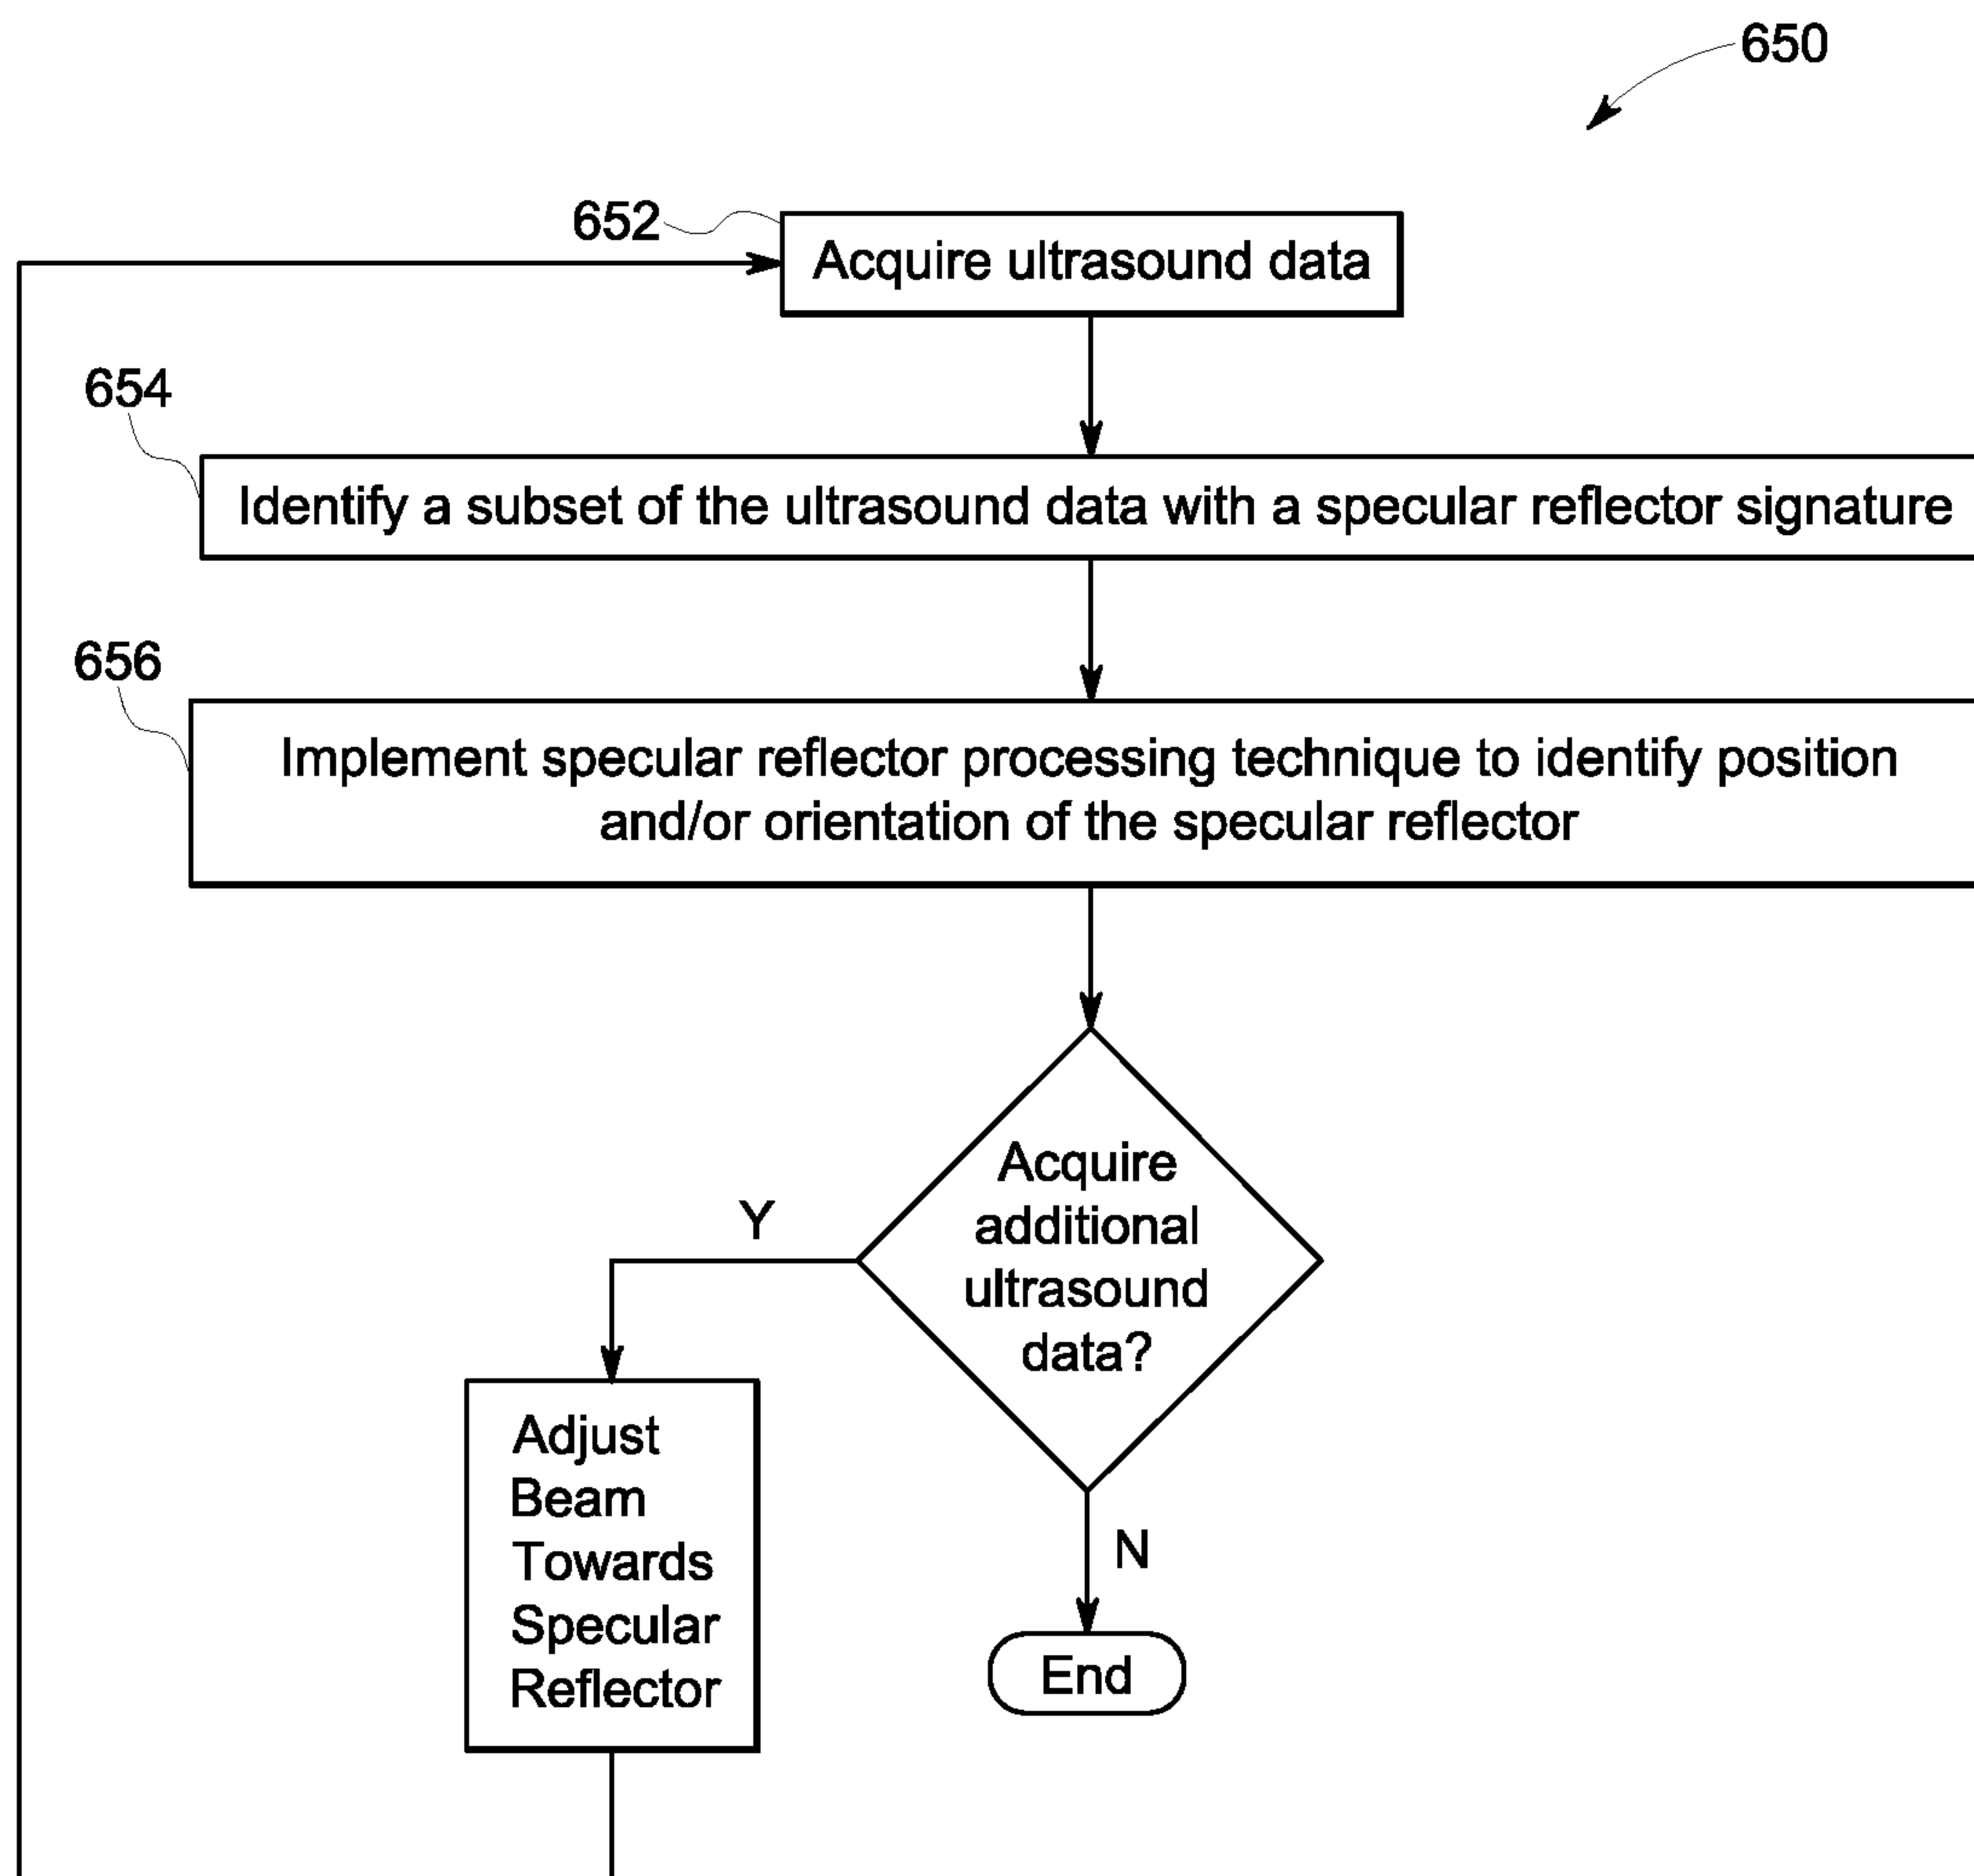 650
652
Acquire ultrasound data
654
Identify a subset of the ultrasound data with a specular reflector signature
656
Implement specular reflector processing technique to identify position
and/or orientation of the specular reflector
Acquire
additional
ultrasound
data?
Y
N
Adjust
Beam
Towards
Specular
Reflector
End